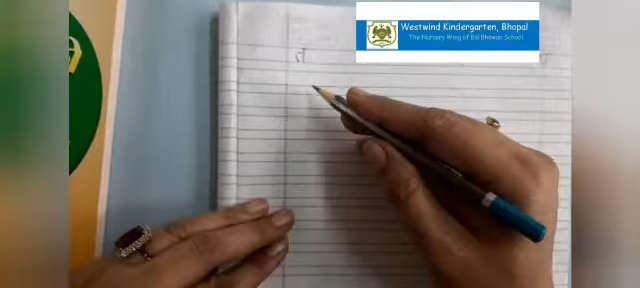 Westwind Kindergarten, Bhopal
The Nursery Wing of Bal Bhawan School